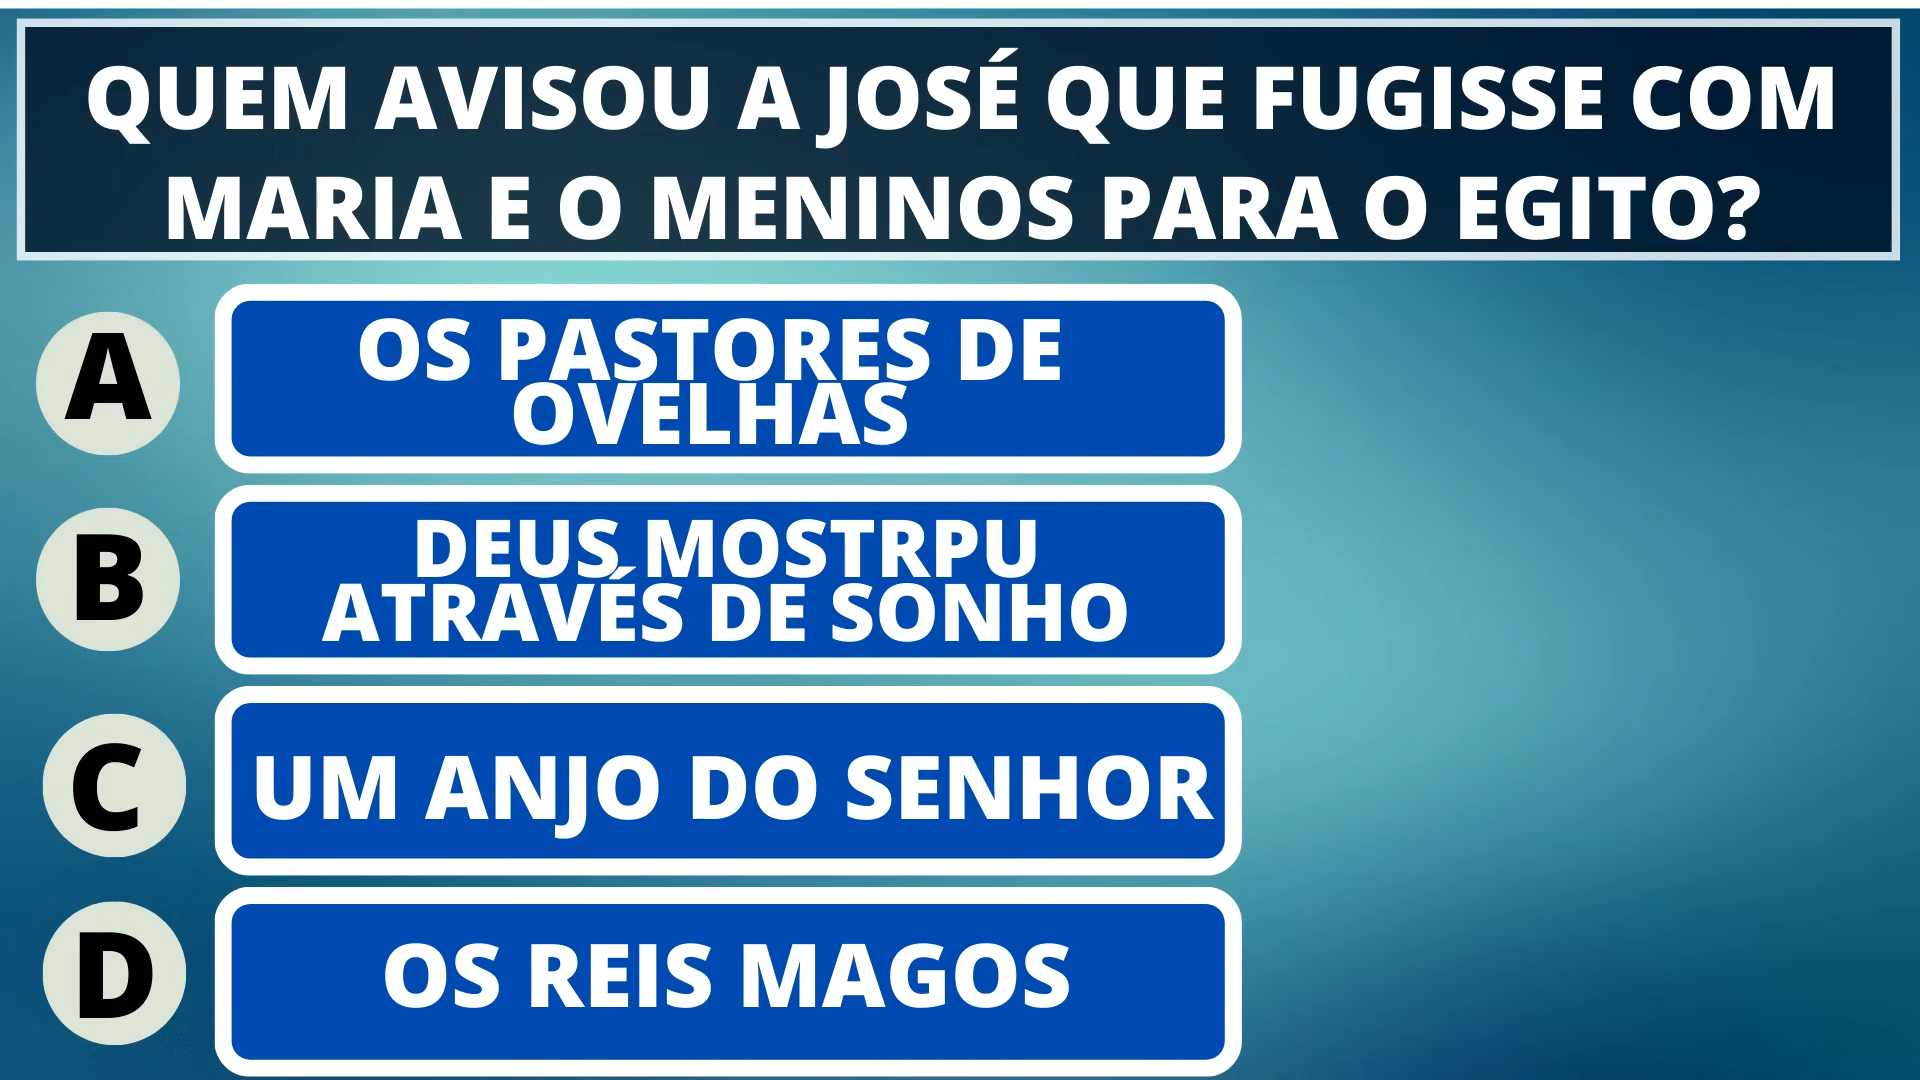 QUEM AVISOU A JOSÉ QUE FUGISSE COM
MARIA E O MENINOS PARA O EGITO?
A
OS PASTORES DE
OVELHAS
B
DEUS MOSTRPU
ATRAVÉS DE SONHO
C
UM ANJO DO SENHOR
D
OS REIS MAGOS